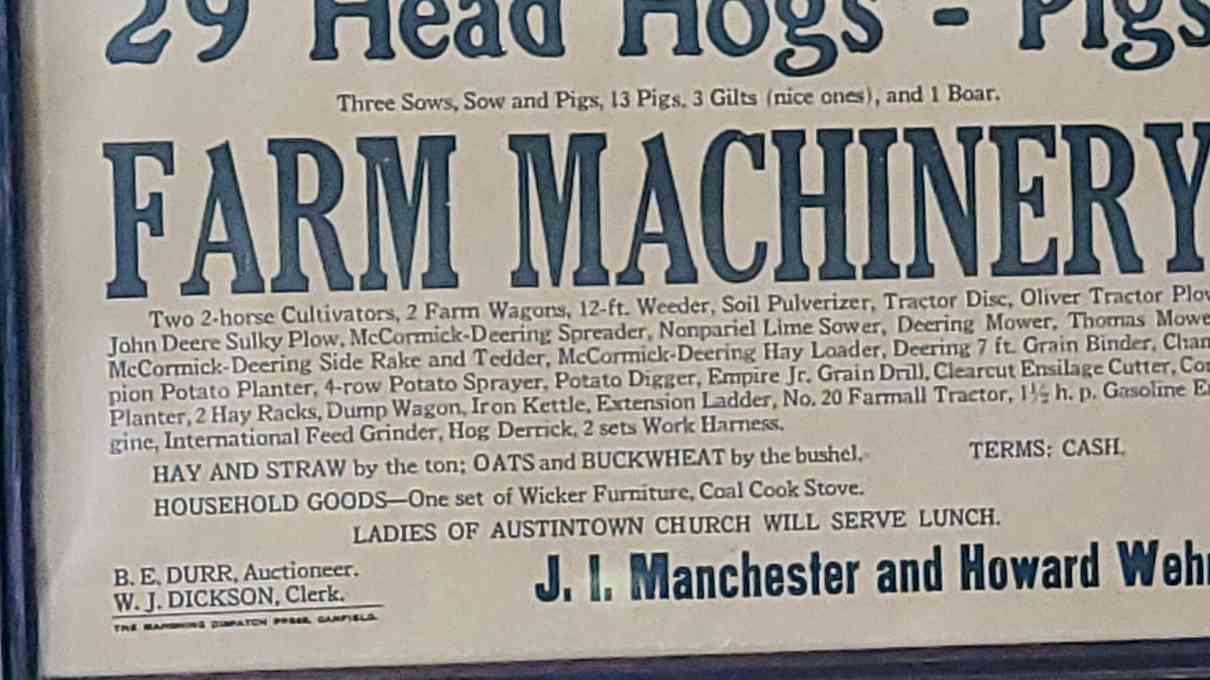 29 Head Hogs - Pigs
Three Sows, Sow and Pigs, 13 Pigs, 3 Gilts (nice ones), and 1 Boar.
FARM MACHINERY
Two 2-horse Cultivators, 2 Farm Wagons, 12-ft. Weeder, Soil Pulverizer, Tractor Disc, Oliver Tractor Plow
John Deere Sulky Plow, McCormick-Deering Spreader, Nonpariel Lime Sower, Deering Mower, Thomas Mowe
McCormick-Deering Side Rake and Tedder, McCormick-Deering Hay Loader, Deering 7 ft. Grain Binder, Cham
pion Potato Planter, 4-row Potato Sprayer, Potato Digger, Empire Jr. Grain Drill, Clearcut Ensilage Cutter, Co
Planter, 2 Hay Racks, Dump Wagon, Iron Kettle, Extension Ladder, No. 20 Farmall Tractor, 1½ h. p. Gasoline E
gine, International Feed Grinder, Hog Derrick, 2 sets Work Harness.
HAY AND STRAW by the ton; OATS and BUCKWHEAT by the bushel. TERMS: CASH.
HOUSEHOLD GOODS—One set of Wicker Furniture, Coal Cook Stove.
LADIES OF AUSTINTOWN CHURCH WILL SERVE LUNCH.
B. E. DURR, Auctioneer.
W. J. DICKSON, Clerk.
J. I. Manchester and Howard Weh
THE MAHONING DISPATCH PRESS, CANFIELD.